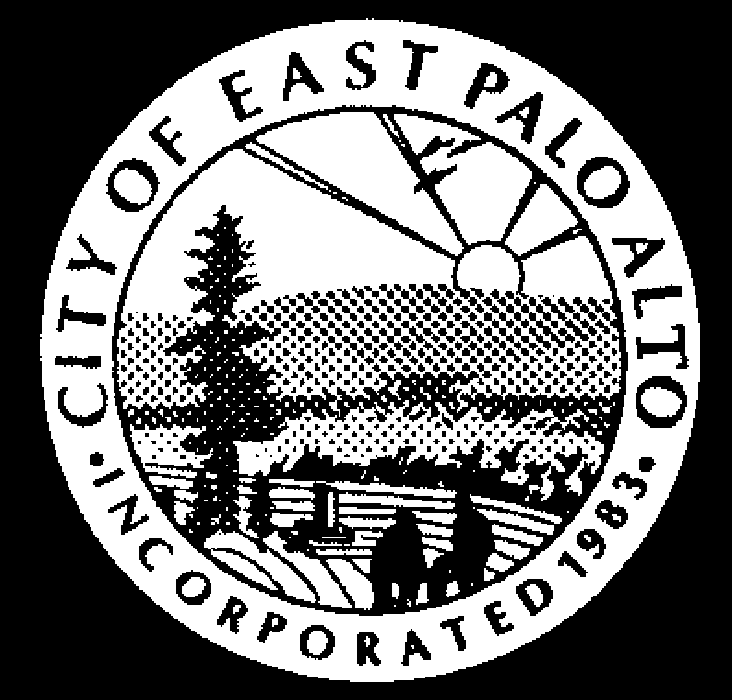 CITY OF EAST PALO ALTO
• INCORPORATED 1983 •